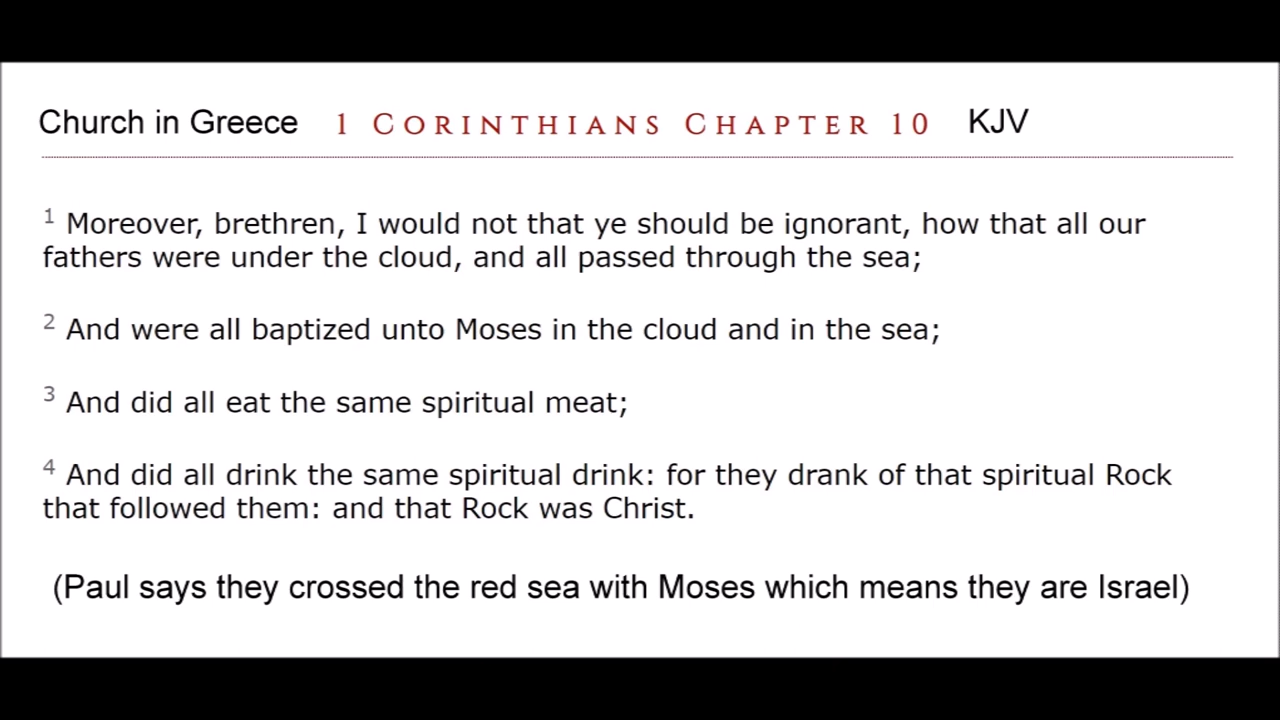 Church in Greece 1 Corinthians Chapter 10 KJV
1 Moreover, brethren, I would not that ye should be ignorant, how that all our
fathers were under the cloud, and all passed through the sea;
2 And were all baptized unto Moses in the cloud and in the sea;
3 And did all eat the same spiritual meat;
4 And did all drink the same spiritual drink: for they drank of that spiritual Rock
that followed them: and that Rock was Christ.
(Paul says they crossed the red sea with Moses which means they are Israel)